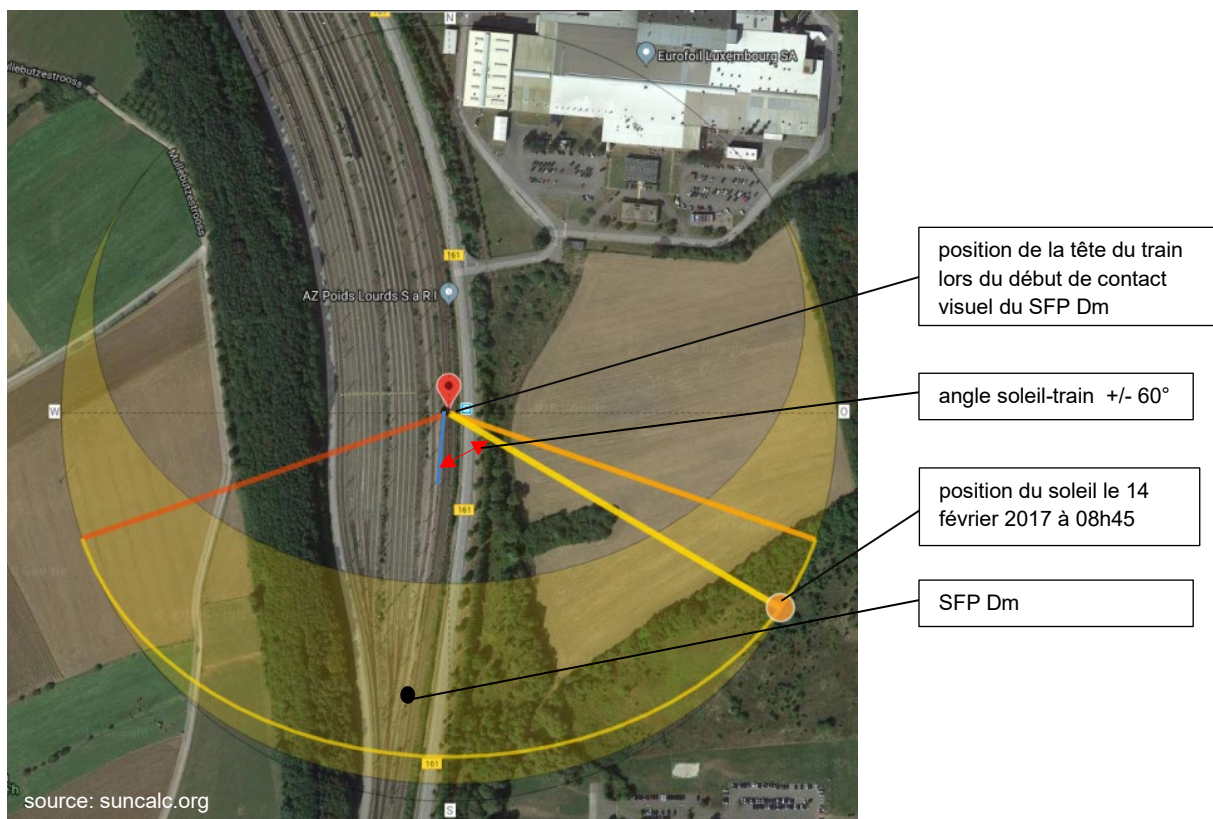 161
N
Eurofoil Luxembourg SA
Mullebutzestrooss
161
AZ Poids Lourds S.a R.l
W
O
161
161
S
source: suncalc.org
position de la tête du train
lors du début de contact
visuel du SFP Dm
angle soleil-train +/- 60°
position du soleil le 14
février 2017 à 08h45
SFP Dm